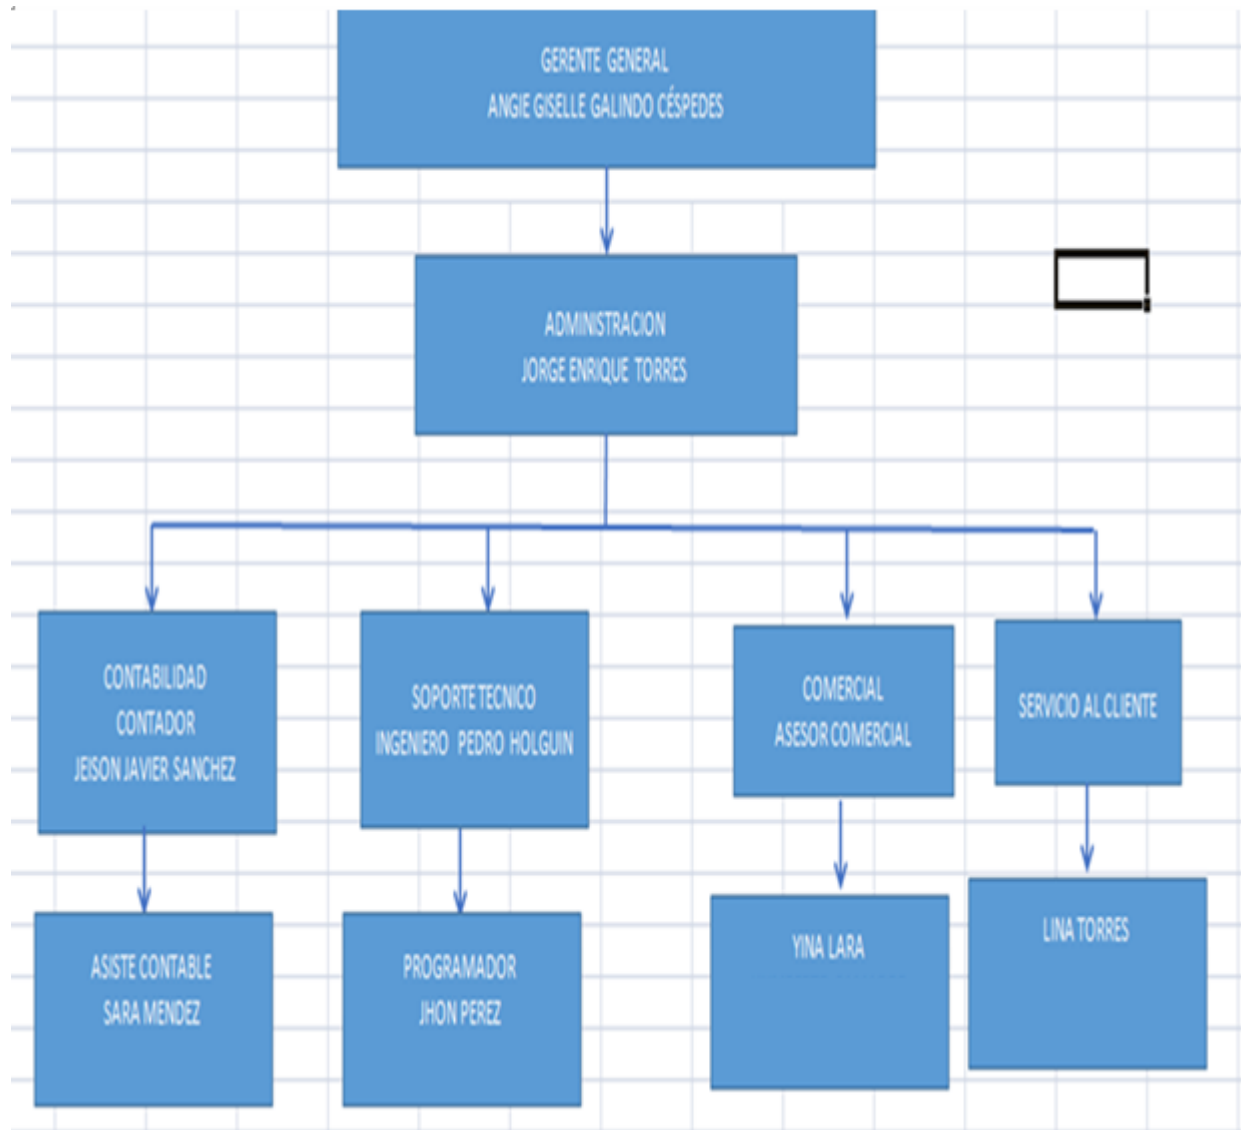 GERENTE GENERAL
ANGIE GISELLE GALINDO CÉSPEDES
ADMINISTRACION
JORGE ENRIQUE TORRES
CONTABILIDAD
CONTADOR
JEISON JAVIER SANCHEZ
SOPORTE TECNICO
INGENIERO PEDRO HOLGUIN
COMERCIAL
ASESOR COMERCIAL
SERVICIO AL CLIENTE
ASISTE CONTABLE
SARA MENDEZ
PROGRAMADOR
JHON PEREZ
YINA LARA
LINA TORRES